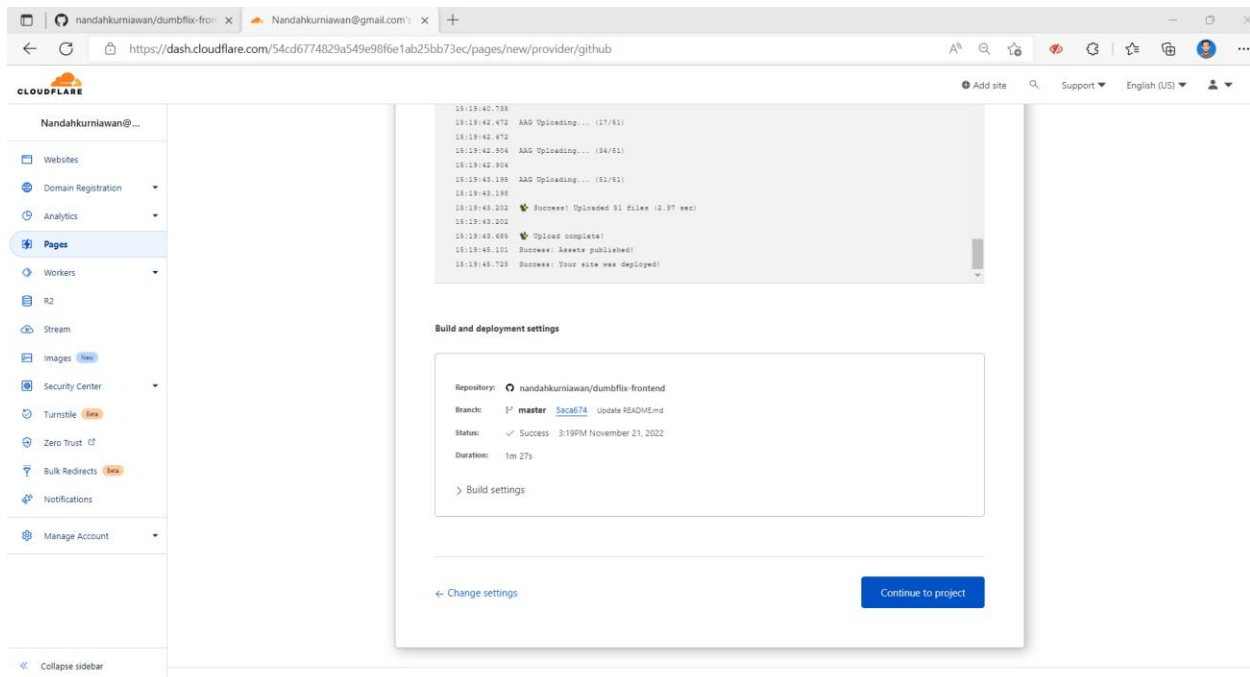 nandahkurniawan/dumbflix-fron
Nandahkurniawan@gmail.com's
https://dash.cloudflare.com/54cd6774829a549e98f6e1ab25bb73ec/pages/new/provider/github
CLOUDFLARE
Add site
Support
English (US)
Nandahkurniawan@...
Websites
Domain Registration
Analytics
Pages
Workers
R2
Stream
Images New
Security Center
Turnstile Beta
Zero Trust
Bulk Redirects Beta
Notifications
Manage Account
Collapse sidebar
15:19:40.736
15:19:42.472 AAG Uploading... (17/51)
15:19:42.472
15:19:42.904 AAG Uploading... (34/51)
15:19:42.904
15:19:43.198 AAG Uploading... (51/51)
15:19:43.198
15:19:43.202 Success! Uploaded 51 files (2.97 sec)
15:19:43.202
15:19:43.685 Upload complete!
15:19:45.101 Success: Assets published!
15:19:45.725 Success: Your site was deployed!
Build and deployment settings
Repository: nandahkurniawan/dumbflix-frontend
Branch: master 5aca674 Update README.md
Status: Success 3:19PM November 21, 2022
Duration: 1m 27s
Build settings
← Change settings
Continue to project